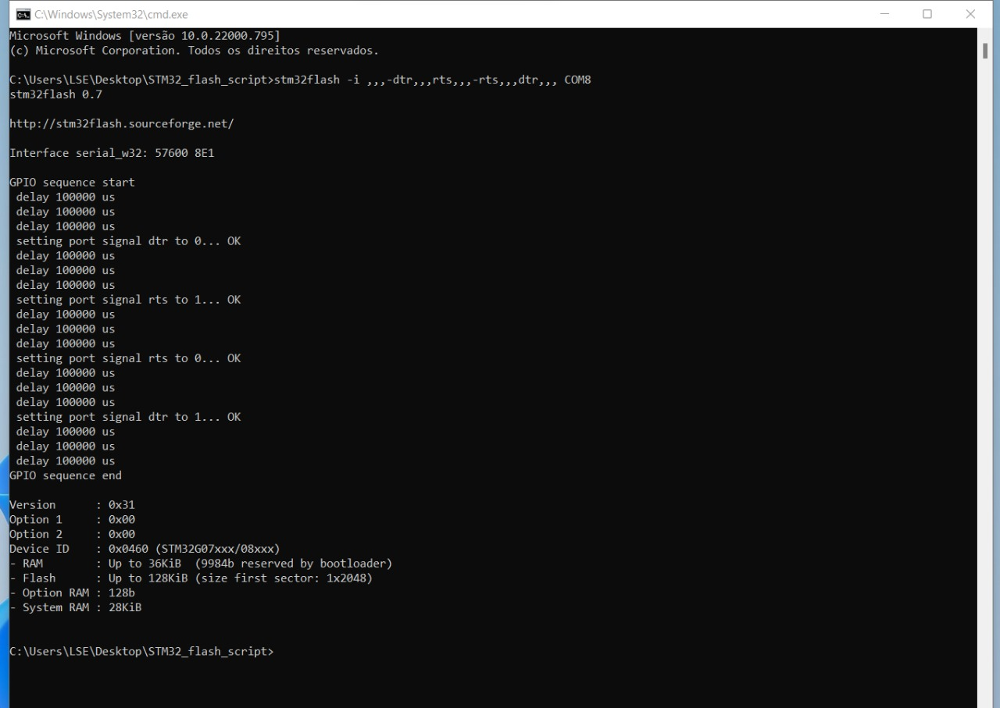 C:\Windows\System32\cmd.exe
Microsoft Windows [versão 10.0.22000.795]
(c) Microsoft Corporation. Todos os direitos reservados.
C:\Users\LSE\Desktop\STM32_flash_script>stm32flash -i ,,,-dtr,,,rts,,,-rts,,,dtr,,, COM8
stm32flash 0.7
http://stm32flash.sourceforge.net/
Interface serial_w32: 57600 8E1
GPIO sequence start
delay 100000 us
delay 100000 us
delay 100000 us
setting port signal dtr to 0... OK
delay 100000 us
delay 100000 us
delay 100000 us
setting port signal rts to 1... OK
delay 100000 us
delay 100000 us
delay 100000 us
setting port signal rts to 0... OK
delay 100000 us
delay 100000 us
delay 100000 us
setting port signal dtr to 1... OK
delay 100000 us
delay 100000 us
delay 100000 us
GPIO sequence end
Version      : 0x31
Option 1     : 0x00
Option 2     : 0x00
Device ID    : 0x0460 (STM32G07xxx/08xxx)
- RAM        : Up to 36KiB  (9984b reserved by bootloader)
- Flash      : Up to 128KiB (size first sector: 1x2048)
- Option RAM : 128b
- System RAM : 28KiB
C:\Users\LSE\Desktop\STM32_flash_script>